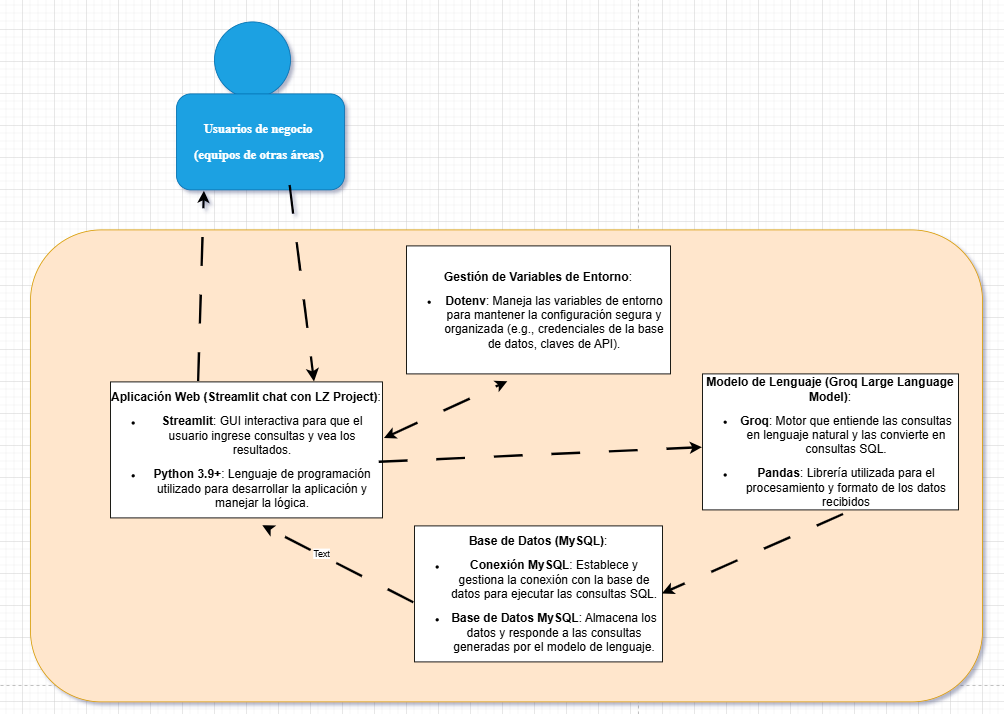 Usuarios de negocio
(equipos de otras áreas)
Gestión de Variables de Entorno:
• Dotenv: Maneja las variables de entorno
para mantener la configuración segura y
organizada (e.g., credenciales de la base
de datos, claves de API).
Aplicación Web (Streamlit chat con LZ Project):
• Streamlit: GUI interactiva para que el
usuario ingrese consultas y vea los
resultados.
• Python 3.9+: Lenguaje de programación
utilizado para desarrollar la aplicación y
manejar la lógica.
Modelo de Lenguaje (Groq Large Language
Model):
• Groq: Motor que entiende las consultas
en lenguaje natural y las convierte en
consultas SQL.
• Pandas: Librería utilizada para el
procesamiento y formato de los datos
recibidos
Text
Base de Datos (MySQL):
• Conexión MySQL: Establece y
gestiona la conexión con la base de
datos para ejecutar las consultas SQL.
• Base de Datos MySQL: Almacena los
datos y responde a las consultas
generadas por el modelo de lenguaje.